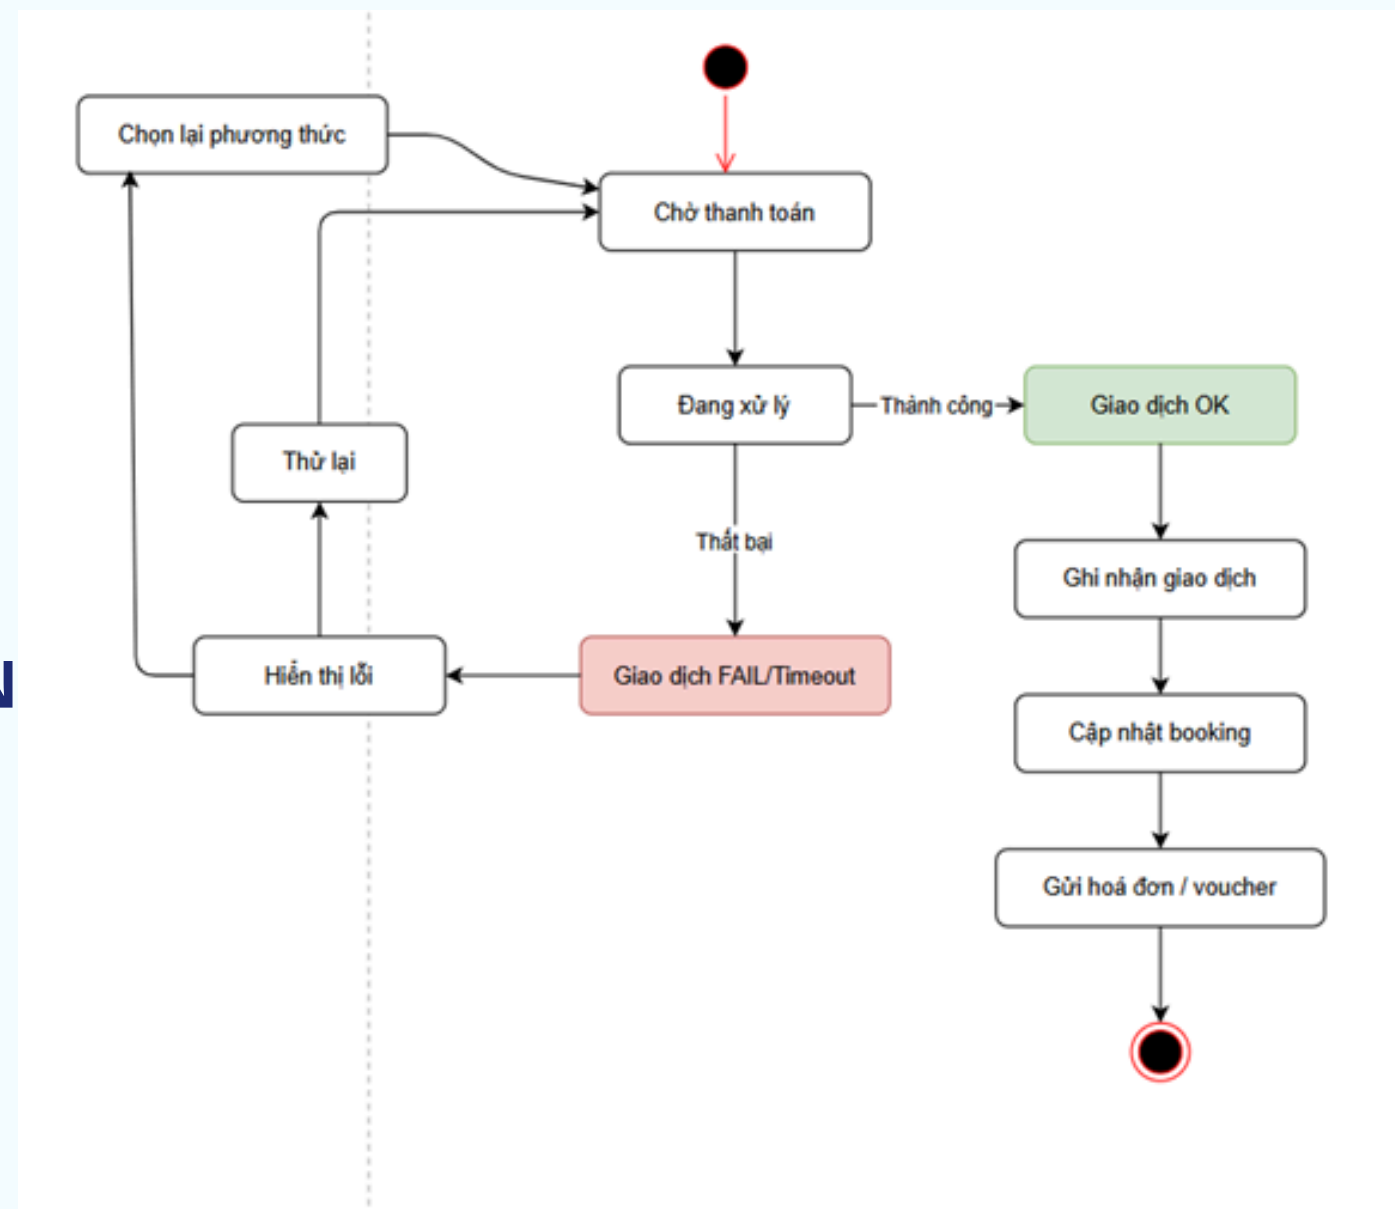 Chọn lại phương thức
Chờ thanh toán
Đang xử lý
Thành công
Giao dịch OK
Thử lại
Thất bại
Ghi nhận giao dịch
Hiển thị lỗi
Giao dịch FAIL/Timeout
N
Cập nhật booking
Gửi hoá đơn / voucher